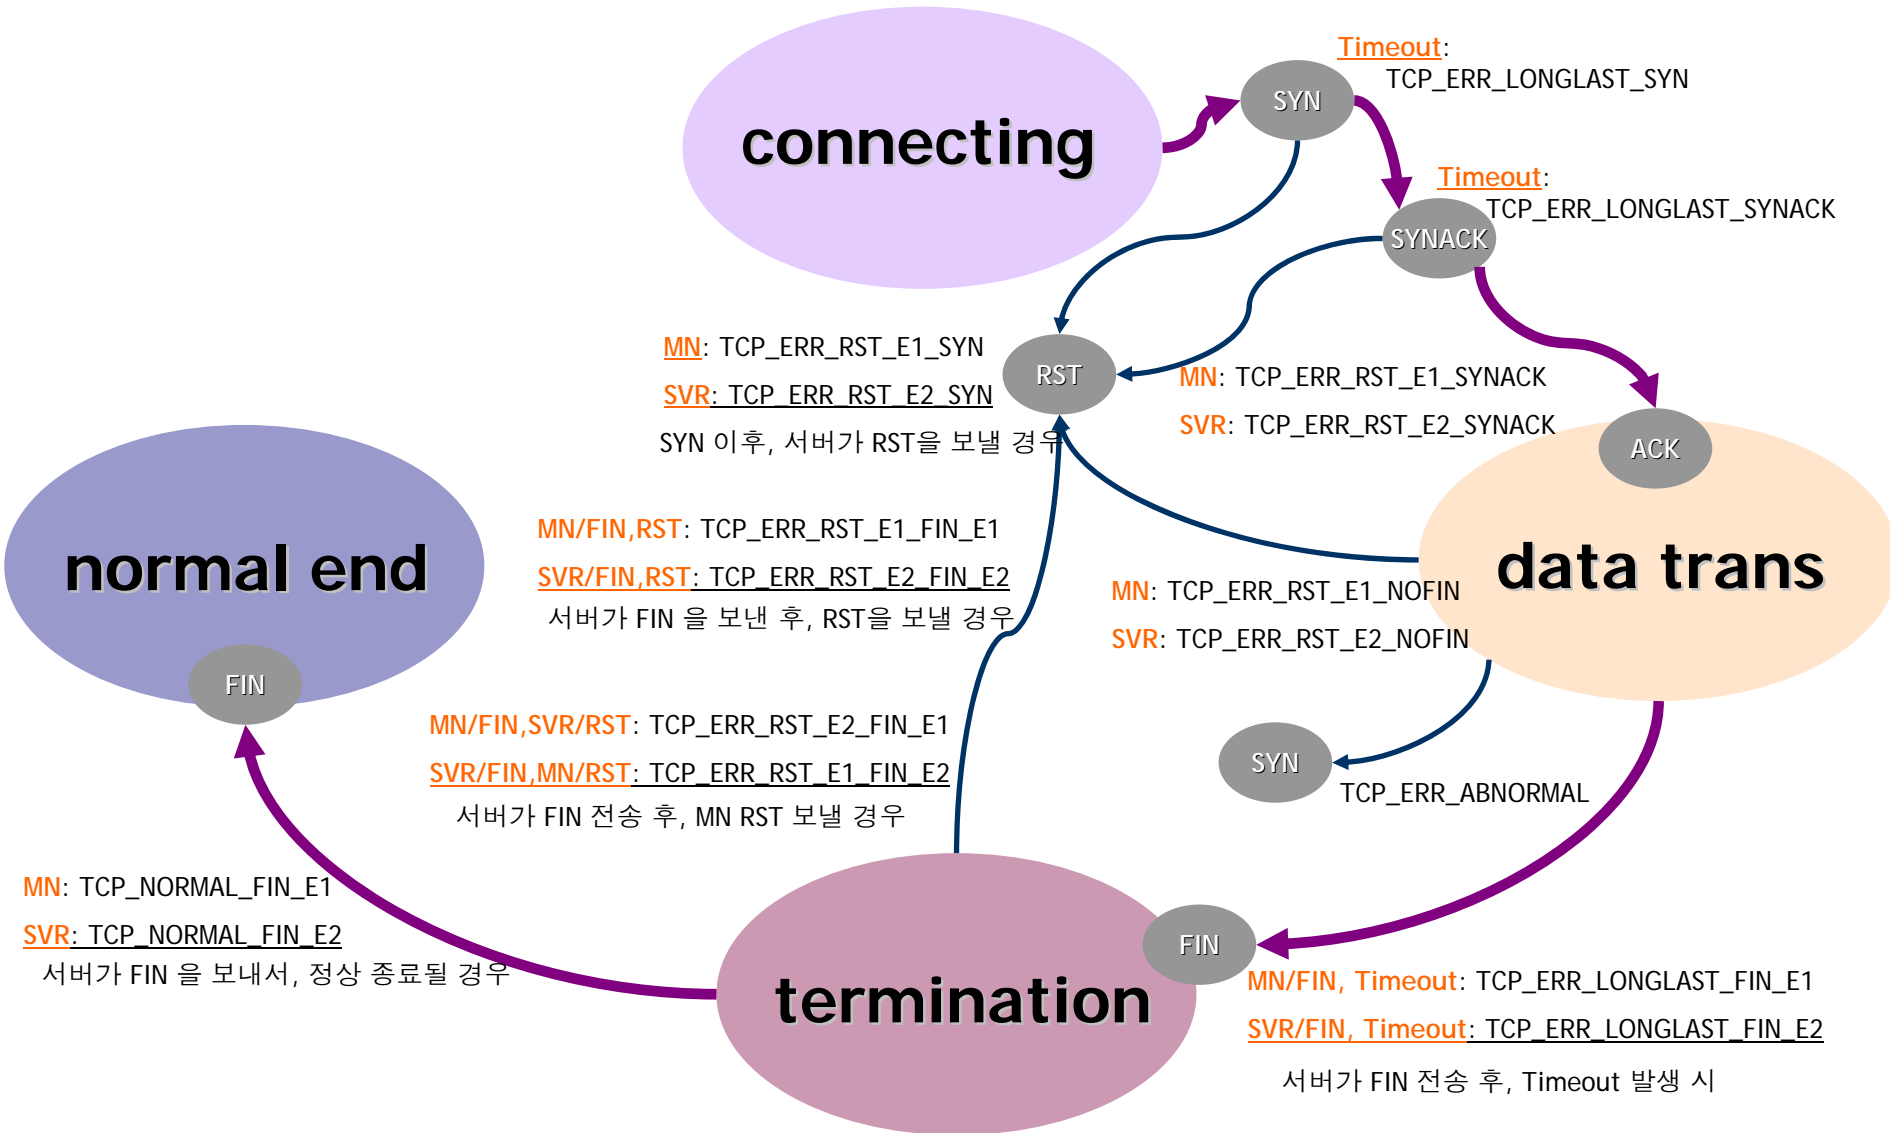 Timeout:
TCP_ERR_LONGLAST_SYN
SYN
connecting
Timeout:
TCP_ERR_LONGLAST_SYNACK
SYNACK
MN: TCP_ERR_RST_E1_SYN
SVR: TCP_ERR_RST_E2_SYN
SYN 이후, 서버가 RST을 보낼 경우
RST
MN: TCP_ERR_RST_E1_SYNACK
SVR: TCP_ERR_RST_E2_SYNACK
ACK
MN/FIN,RST: TCP_ERR_RST_E1_FIN_E1
SVR/FIN,RST: TCP_ERR_RST_E2_FIN_E2
서버가 FIN 을 보낸 후, RST을 보낼 경우
normal end
FIN
data trans
MN: TCP_ERR_RST_E1_NOFIN
SVR: TCP_ERR_RST_E2_NOFIN
MN/FIN,SVR/RST: TCP_ERR_RST_E2_FIN_E1
SVR/FIN,MN/RST: TCP_ERR_RST_E1_FIN_E2
서버가 FIN 전송 후, MN RST 보낼 경우
SYN
TCP_ERR_ABNORMAL
MN: TCP_NORMAL_FIN_E1
SVR: TCP_NORMAL_FIN_E2
서버가 FIN 을 보내서, 정상 종료될 경우
termination
FIN
MN/FIN, Timeout: TCP_ERR_LONGLAST_FIN_E1
SVR/FIN, Timeout: TCP_ERR_LONGLAST_FIN_E2
서버가 FIN 전송 후, Timeout 발생 시